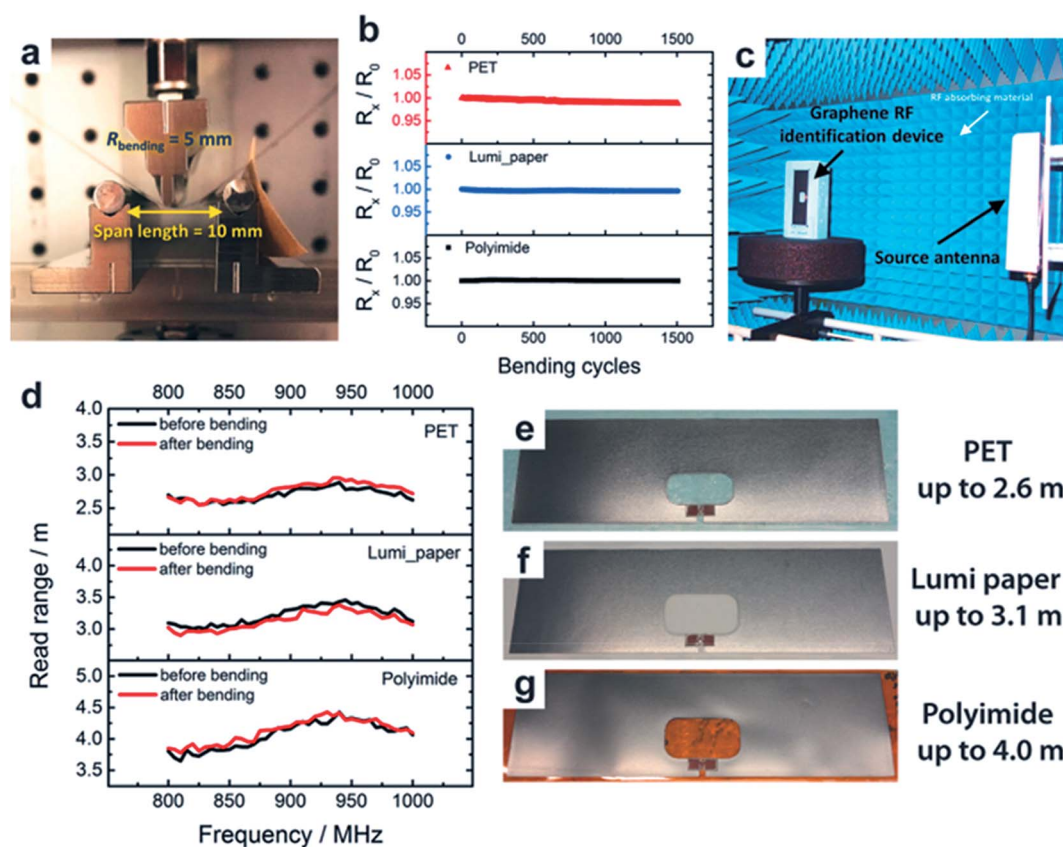 a
R_bending = 5 mm
Span length = 10 mm
b
0 500 1000 1500
R_x / R_0
1.05
1.00
0.95
PET
R_x / R_0
1.05
1.00
0.95
Lumi_paper
R_x / R_0
1.05
1.00
0.95
Polyimide
0 500 1000 1500
Bending cycles
c
RF absorbing material
Graphene RF
identification device
Source antenna
d
800 850 900 950 1000
Read range / m
4.0
3.5
3.0
2.5
before bending
after bending
PET
4.0
3.5
3.0
before bending
after bending
Lumi_paper
5.0
4.5
4.0
3.5
before bending
after bending
Polyimide
800 850 900 950 1000
Frequency / MHz
e
PET
up to 2.6 m
f
Lumi paper
up to 3.1 m
g
Polyimide
up to 4.0 m